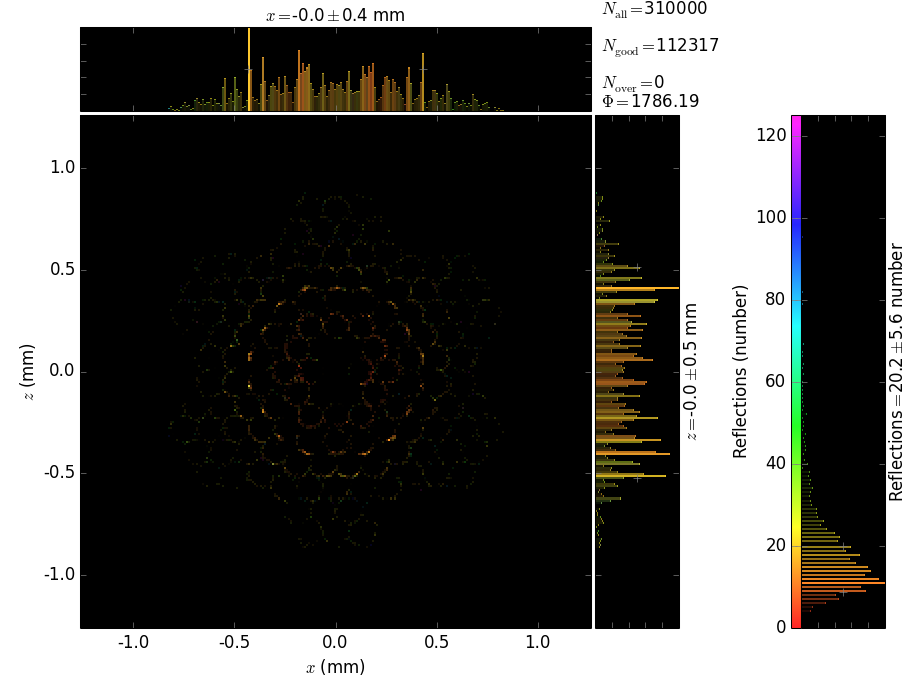 x=-0.0±0.4 mm
N_all=310000
N_good=112317
N_over=0
Φ=1786.19
1.0
0.5
0.0
-0.5
-1.0
z (mm)
-1.0 -0.5 0.0 0.5 1.0
x (mm)
z=-0.0±0.5 mm
120
100
80
60
40
20
0
Reflections (number)
Reflections=20.2±5.6 number